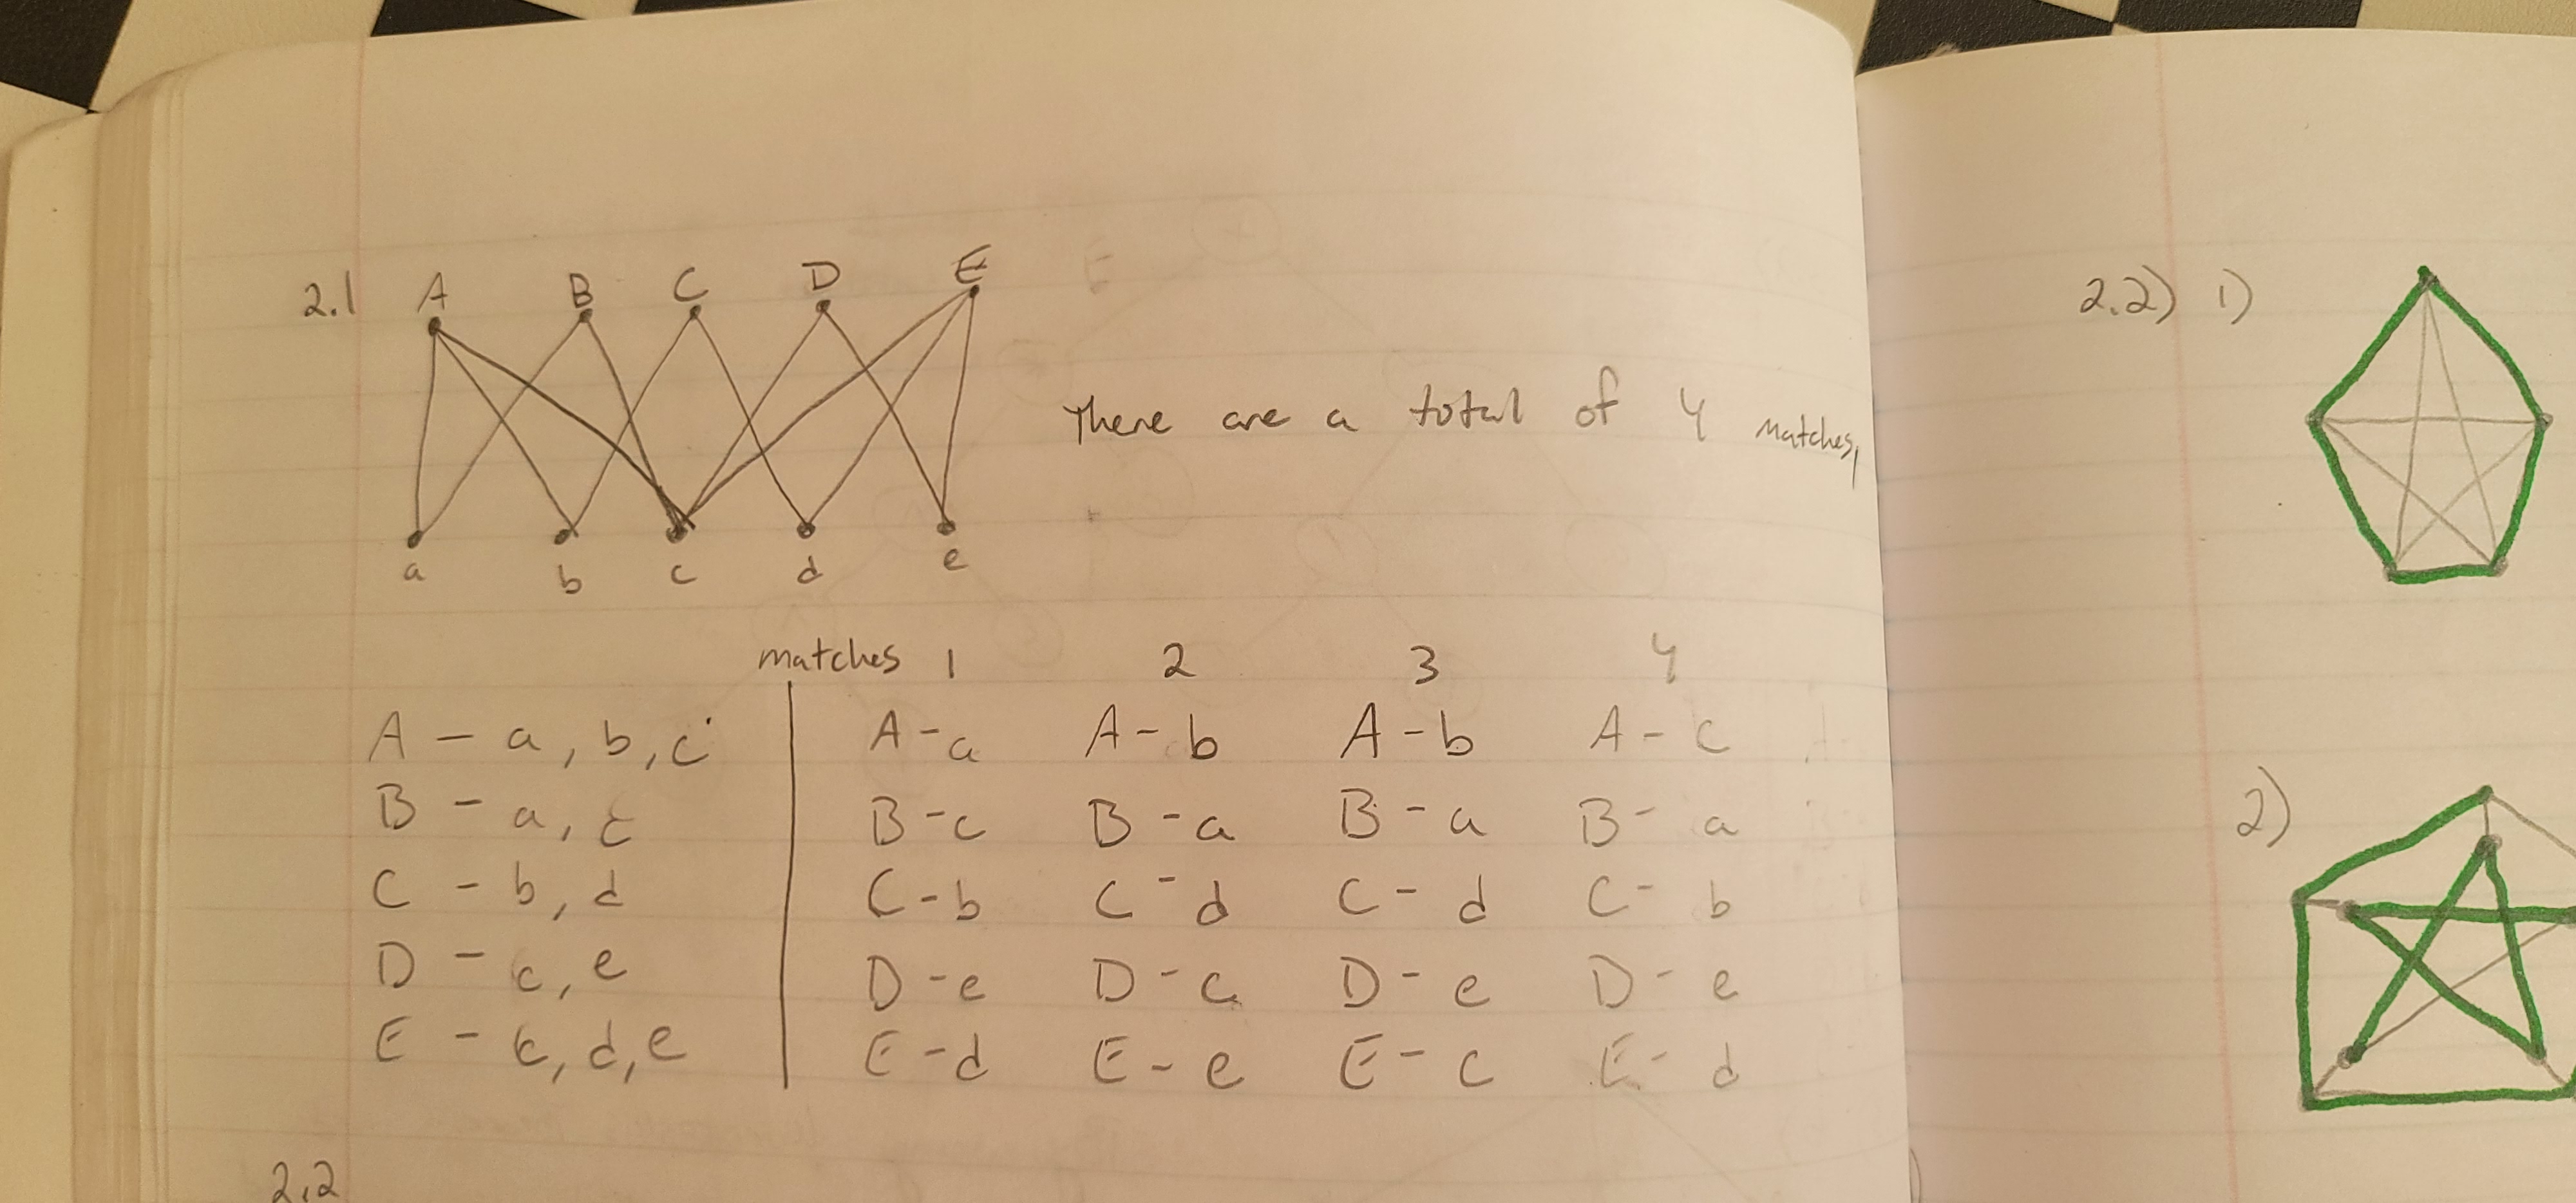 2.1
A B C D E
a b c d e
There are a total of 4 matches,
matches 1 2 3 4
A - a, b, c A-a A-b A-b A-c
B - a, c B-c B-a B-a B-a
C - b, d C-b C-d C-d C-b
D - c, e D-e D-c D-e D-e
E - c, d, e E-d E-e E-c E-d
2.2
2.2) 1)
2)